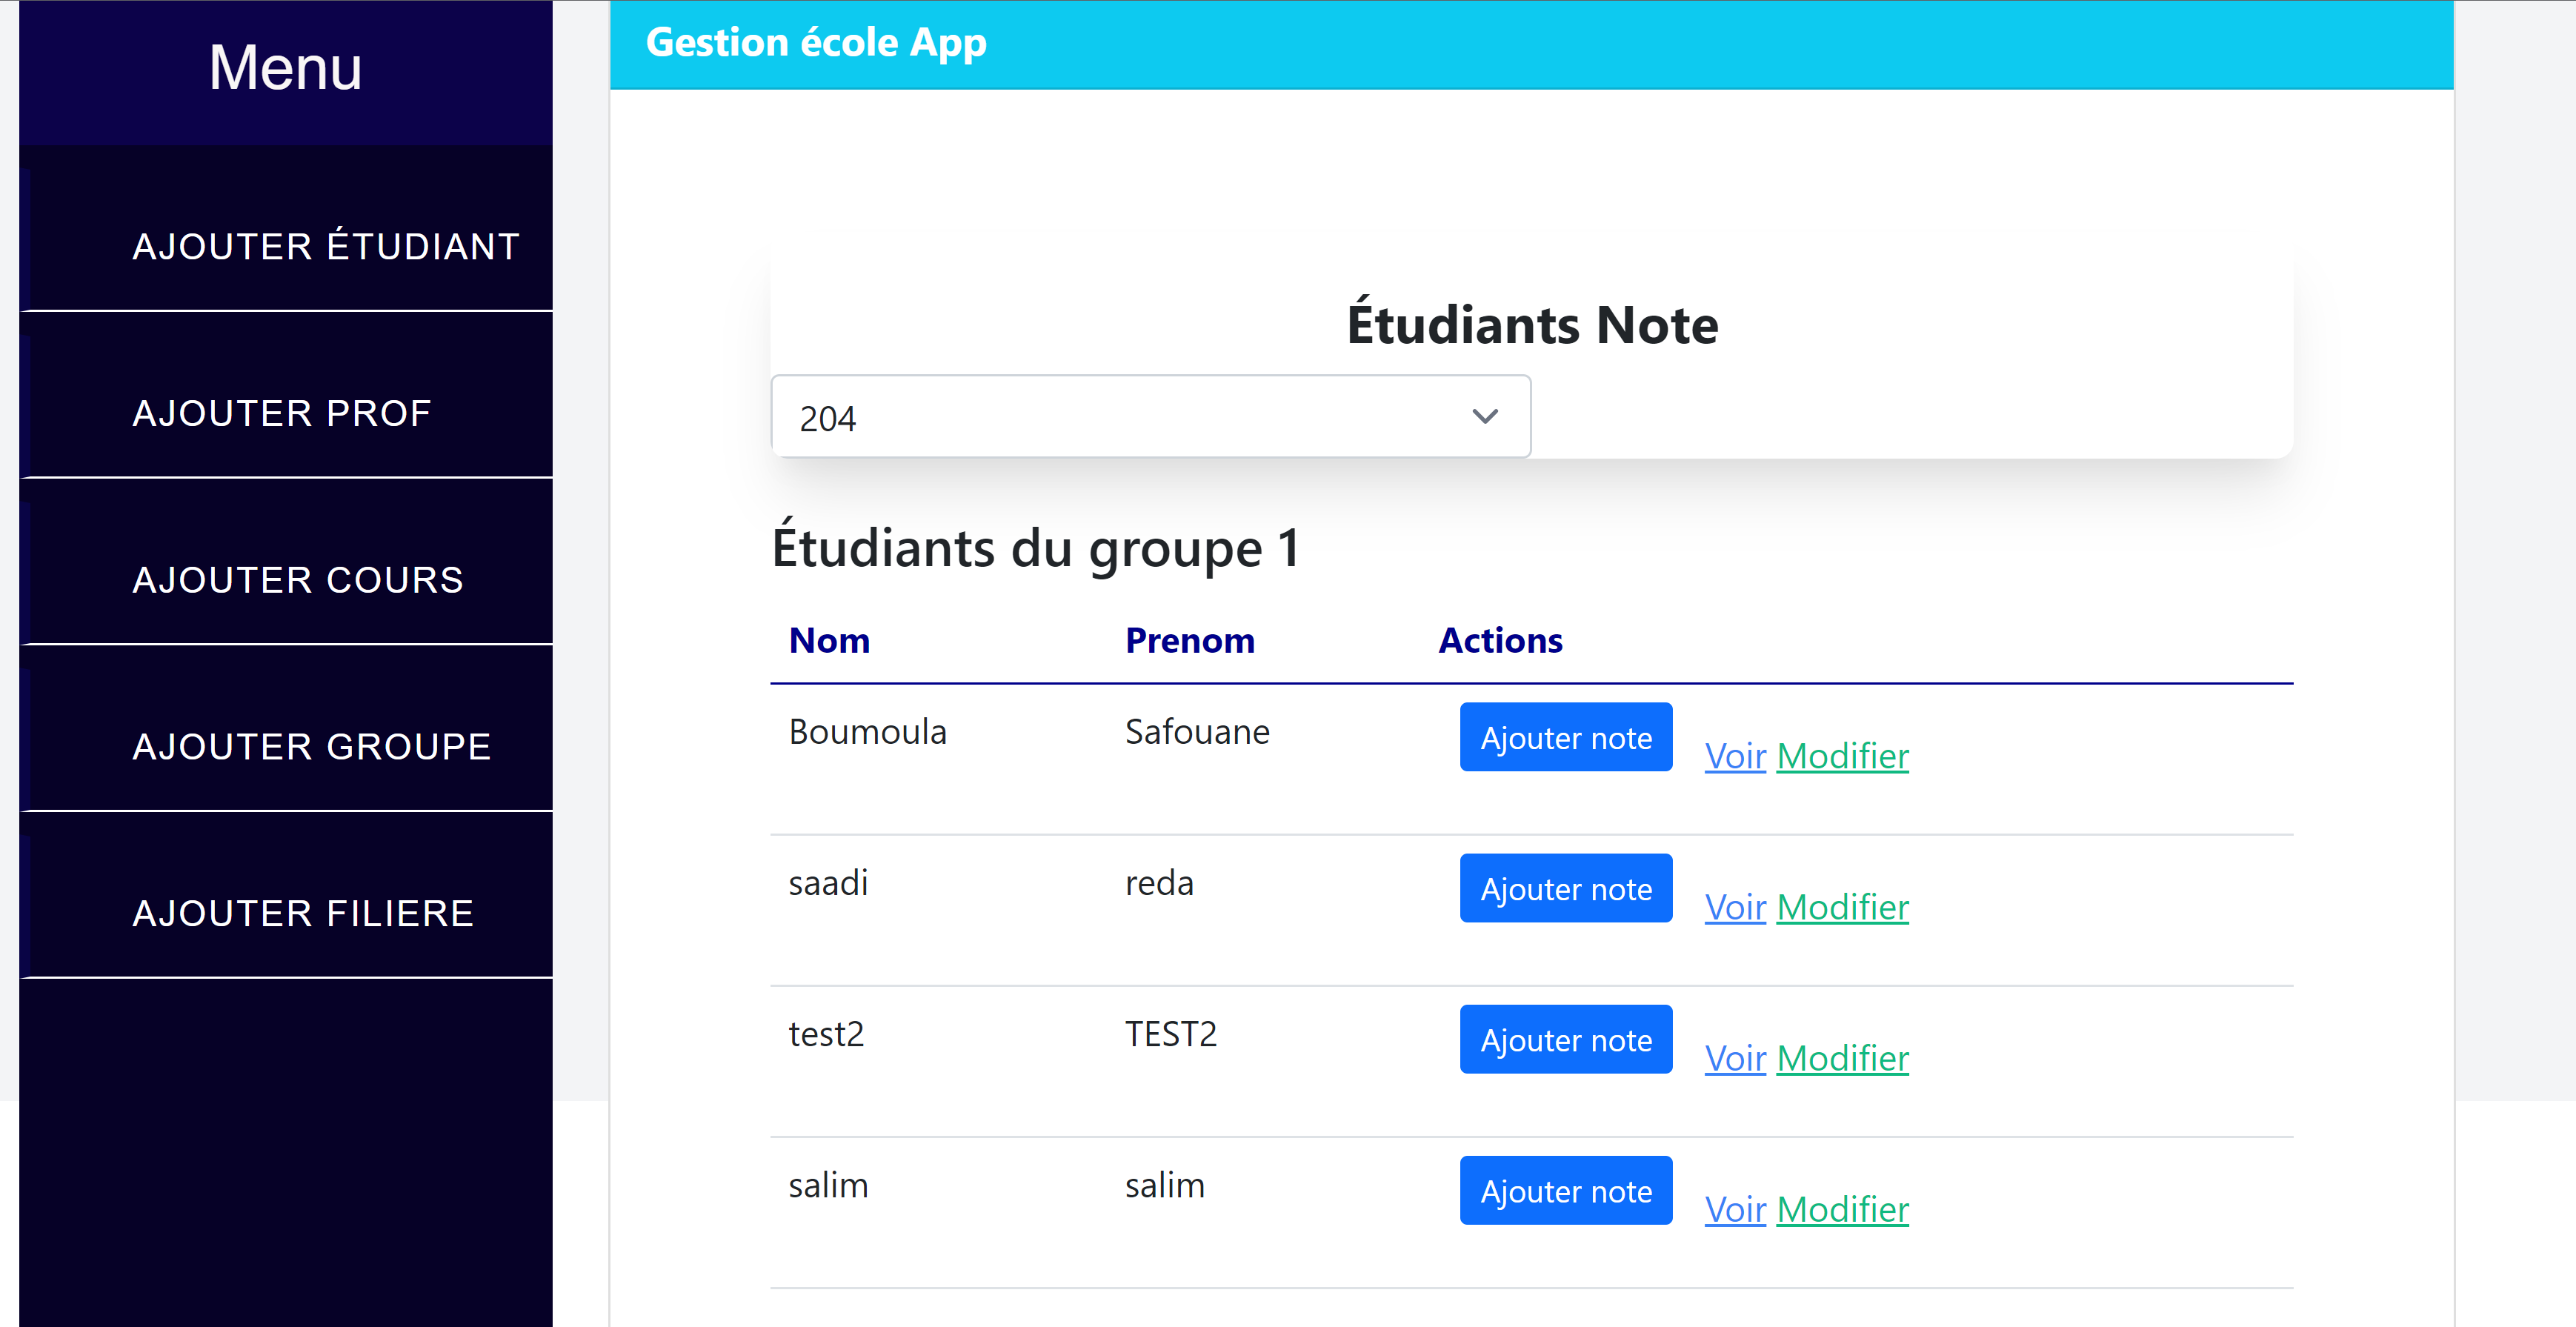 Menu
AJOUTER ÉTUDIANT
AJOUTER PROF
AJOUTER COURS
AJOUTER GROUPE
AJOUTER FILIERE
Gestion école App
Étudiants Note
204
Étudiants du groupe 1
Nom Prenom Actions
Boumoula Safouane Ajouter note Voir Modifier
saadi reda Ajouter note Voir Modifier
test2 TEST2 Ajouter note Voir Modifier
salim salim Ajouter note Voir Modifier